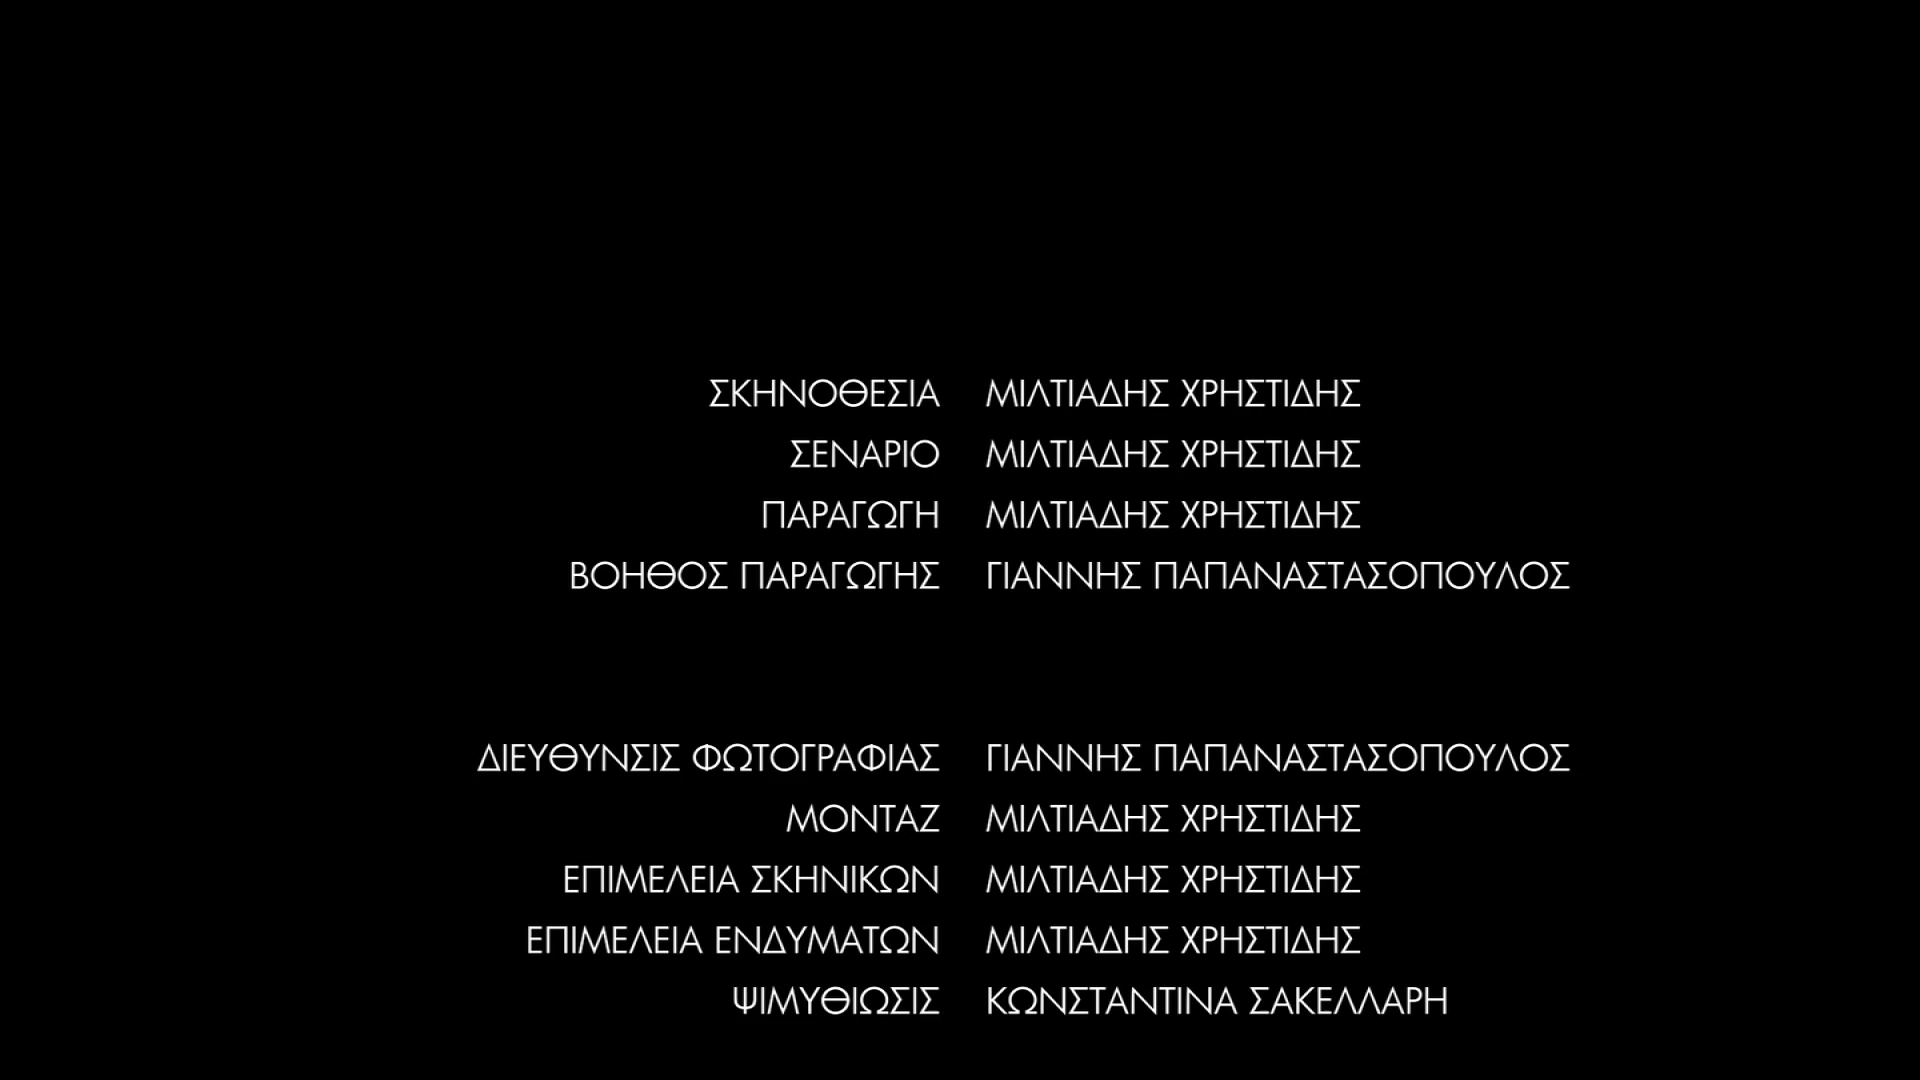 ΣΚΗΝΟΘΕΣΙΑ ΜΙΛΤΙΑΔΗΣ ΧΡΗΣΤΙΔΗΣ
ΣΕΝΑΡΙΟ ΜΙΛΤΙΑΔΗΣ ΧΡΗΣΤΙΔΗΣ
ΠΑΡΑΓΩΓΗ ΜΙΛΤΙΑΔΗΣ ΧΡΗΣΤΙΔΗΣ
ΒΟΗΘΟΣ ΠΑΡΑΓΩΓΗΣ ΓΙΑΝΝΗΣ ΠΑΠΑΝΑΣΤΑΣΟΠΟΥΛΟΣ
ΔΙΕΥΘΥΝΣΙΣ ΦΩΤΟΓΡΑΦΙΑΣ ΓΙΑΝΝΗΣ ΠΑΠΑΝΑΣΤΑΣΟΠΟΥΛΟΣ
ΜΟΝΤΑΖ ΜΙΛΤΙΑΔΗΣ ΧΡΗΣΤΙΔΗΣ
ΕΠΙΜΕΛΕΙΑ ΣΚΗΝΙΚΩΝ ΜΙΛΤΙΑΔΗΣ ΧΡΗΣΤΙΔΗΣ
ΕΠΙΜΕΛΕΙΑ ΕΝΔΥΜΑΤΩΝ ΜΙΛΤΙΑΔΗΣ ΧΡΗΣΤΙΔΗΣ
ΨΙΜΥΘΙΩΣΙΣ ΚΩΝΣΤΑΝΤΙΝΑ ΣΑΚΕΛΛΑΡΗ